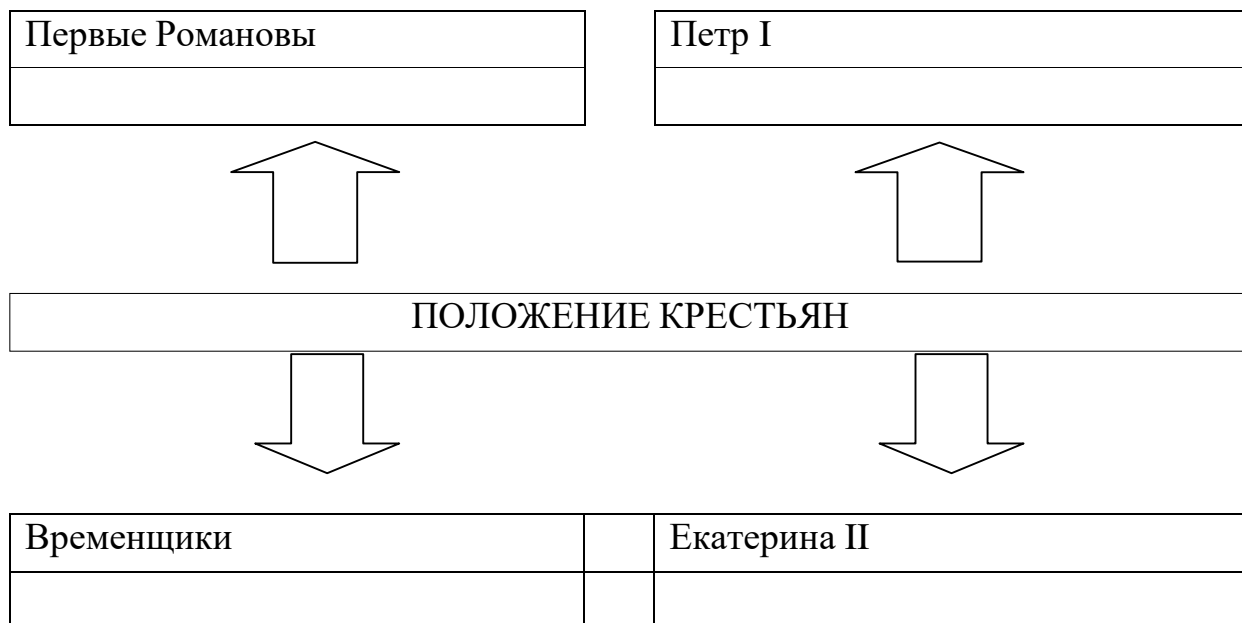 Первые Романовы
Петр I
ПОЛОЖЕНИЕ КРЕСТЬЯН
Временщики
Екатерина II